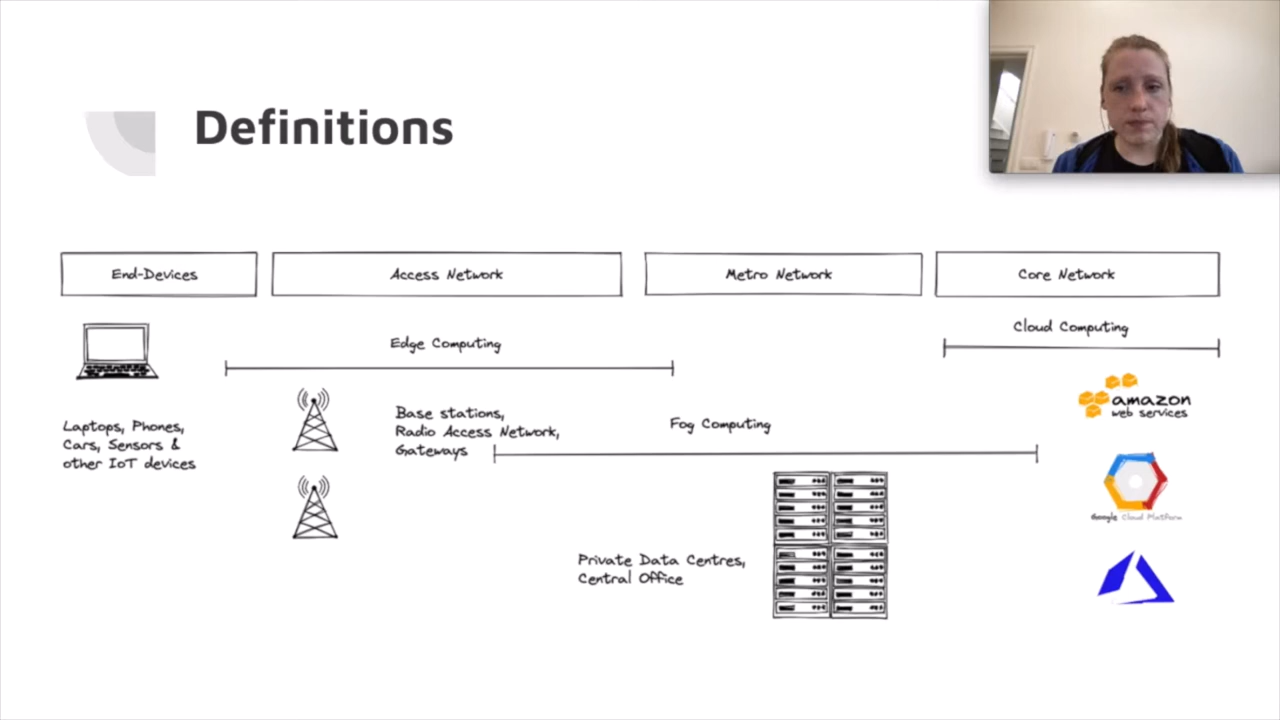 Definitions
End-Devices
Access Network
Metro Network
Core Network
Cloud Computing
Edge Computing
amazon
web services
Base stations,
Radio Access Network,
Gateways
Fog Computing
Laptops, Phones,
Cars, Sensors &
other IoT devices
Google Cloud Platform
Private Data Centres,
Central Office